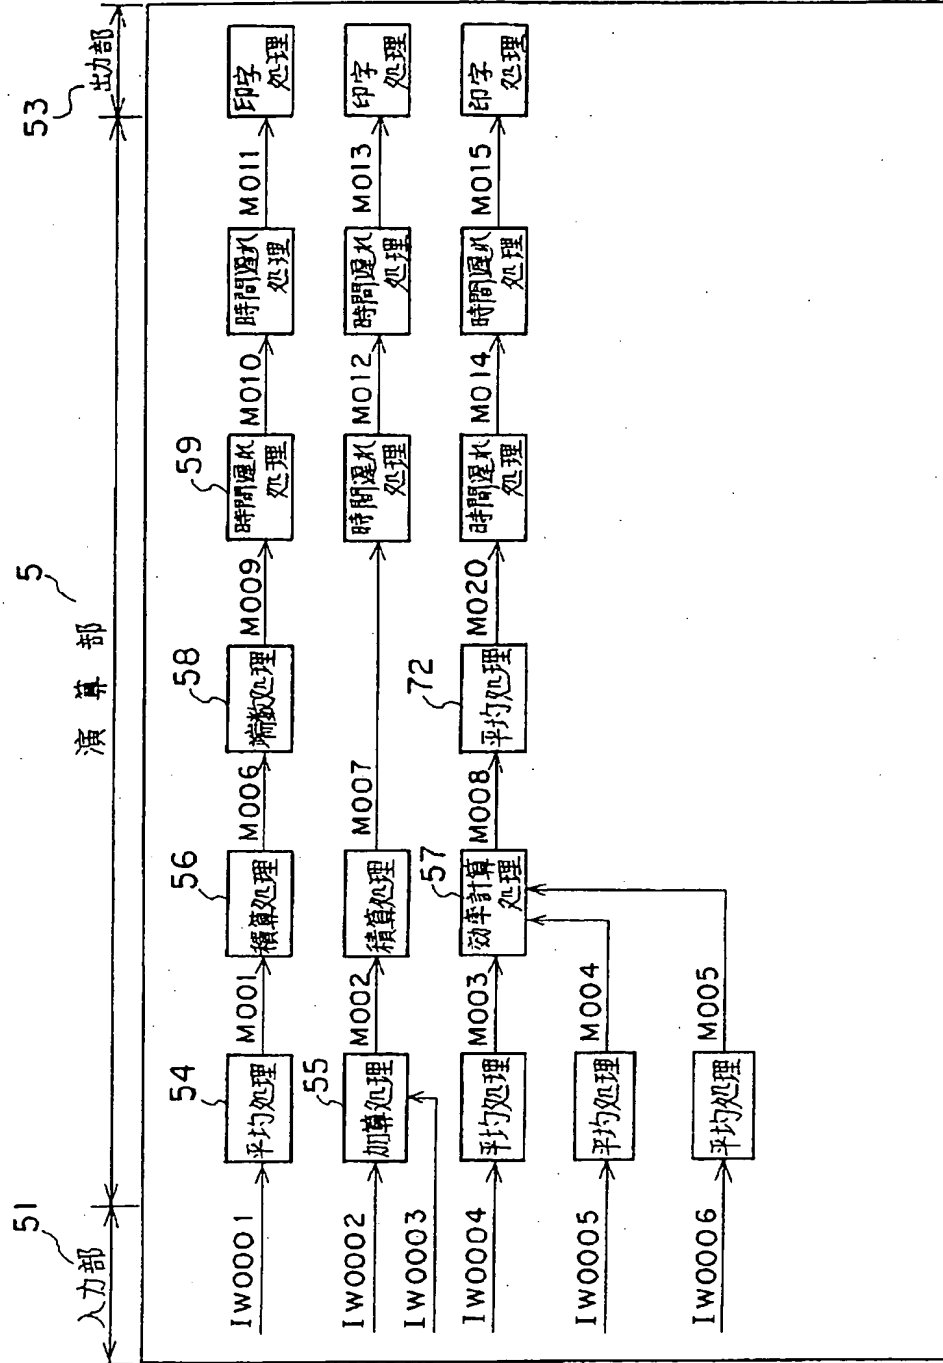 51
入力部
5
演算部
53
出力部
IW0001
54
平均処理
M001
56
積算処理
M006
58
端数処理
M009
59
時間遅れ
処理
M010
時間遅れ
処理
M011
印字
処理
IW0002
IW0003
55
加算処理
M002
積算処理
M007
時間遅れ
処理
M012
時間遅れ
処理
M013
印字
処理
IW0004
平均処理
M003
57
効率計算
処理
M008
72
平均処理
M020
時間遅れ
処理
M014
時間遅れ
処理
M015
印字
処理
IW0005
平均処理
M004
IW0006
平均処理
M005